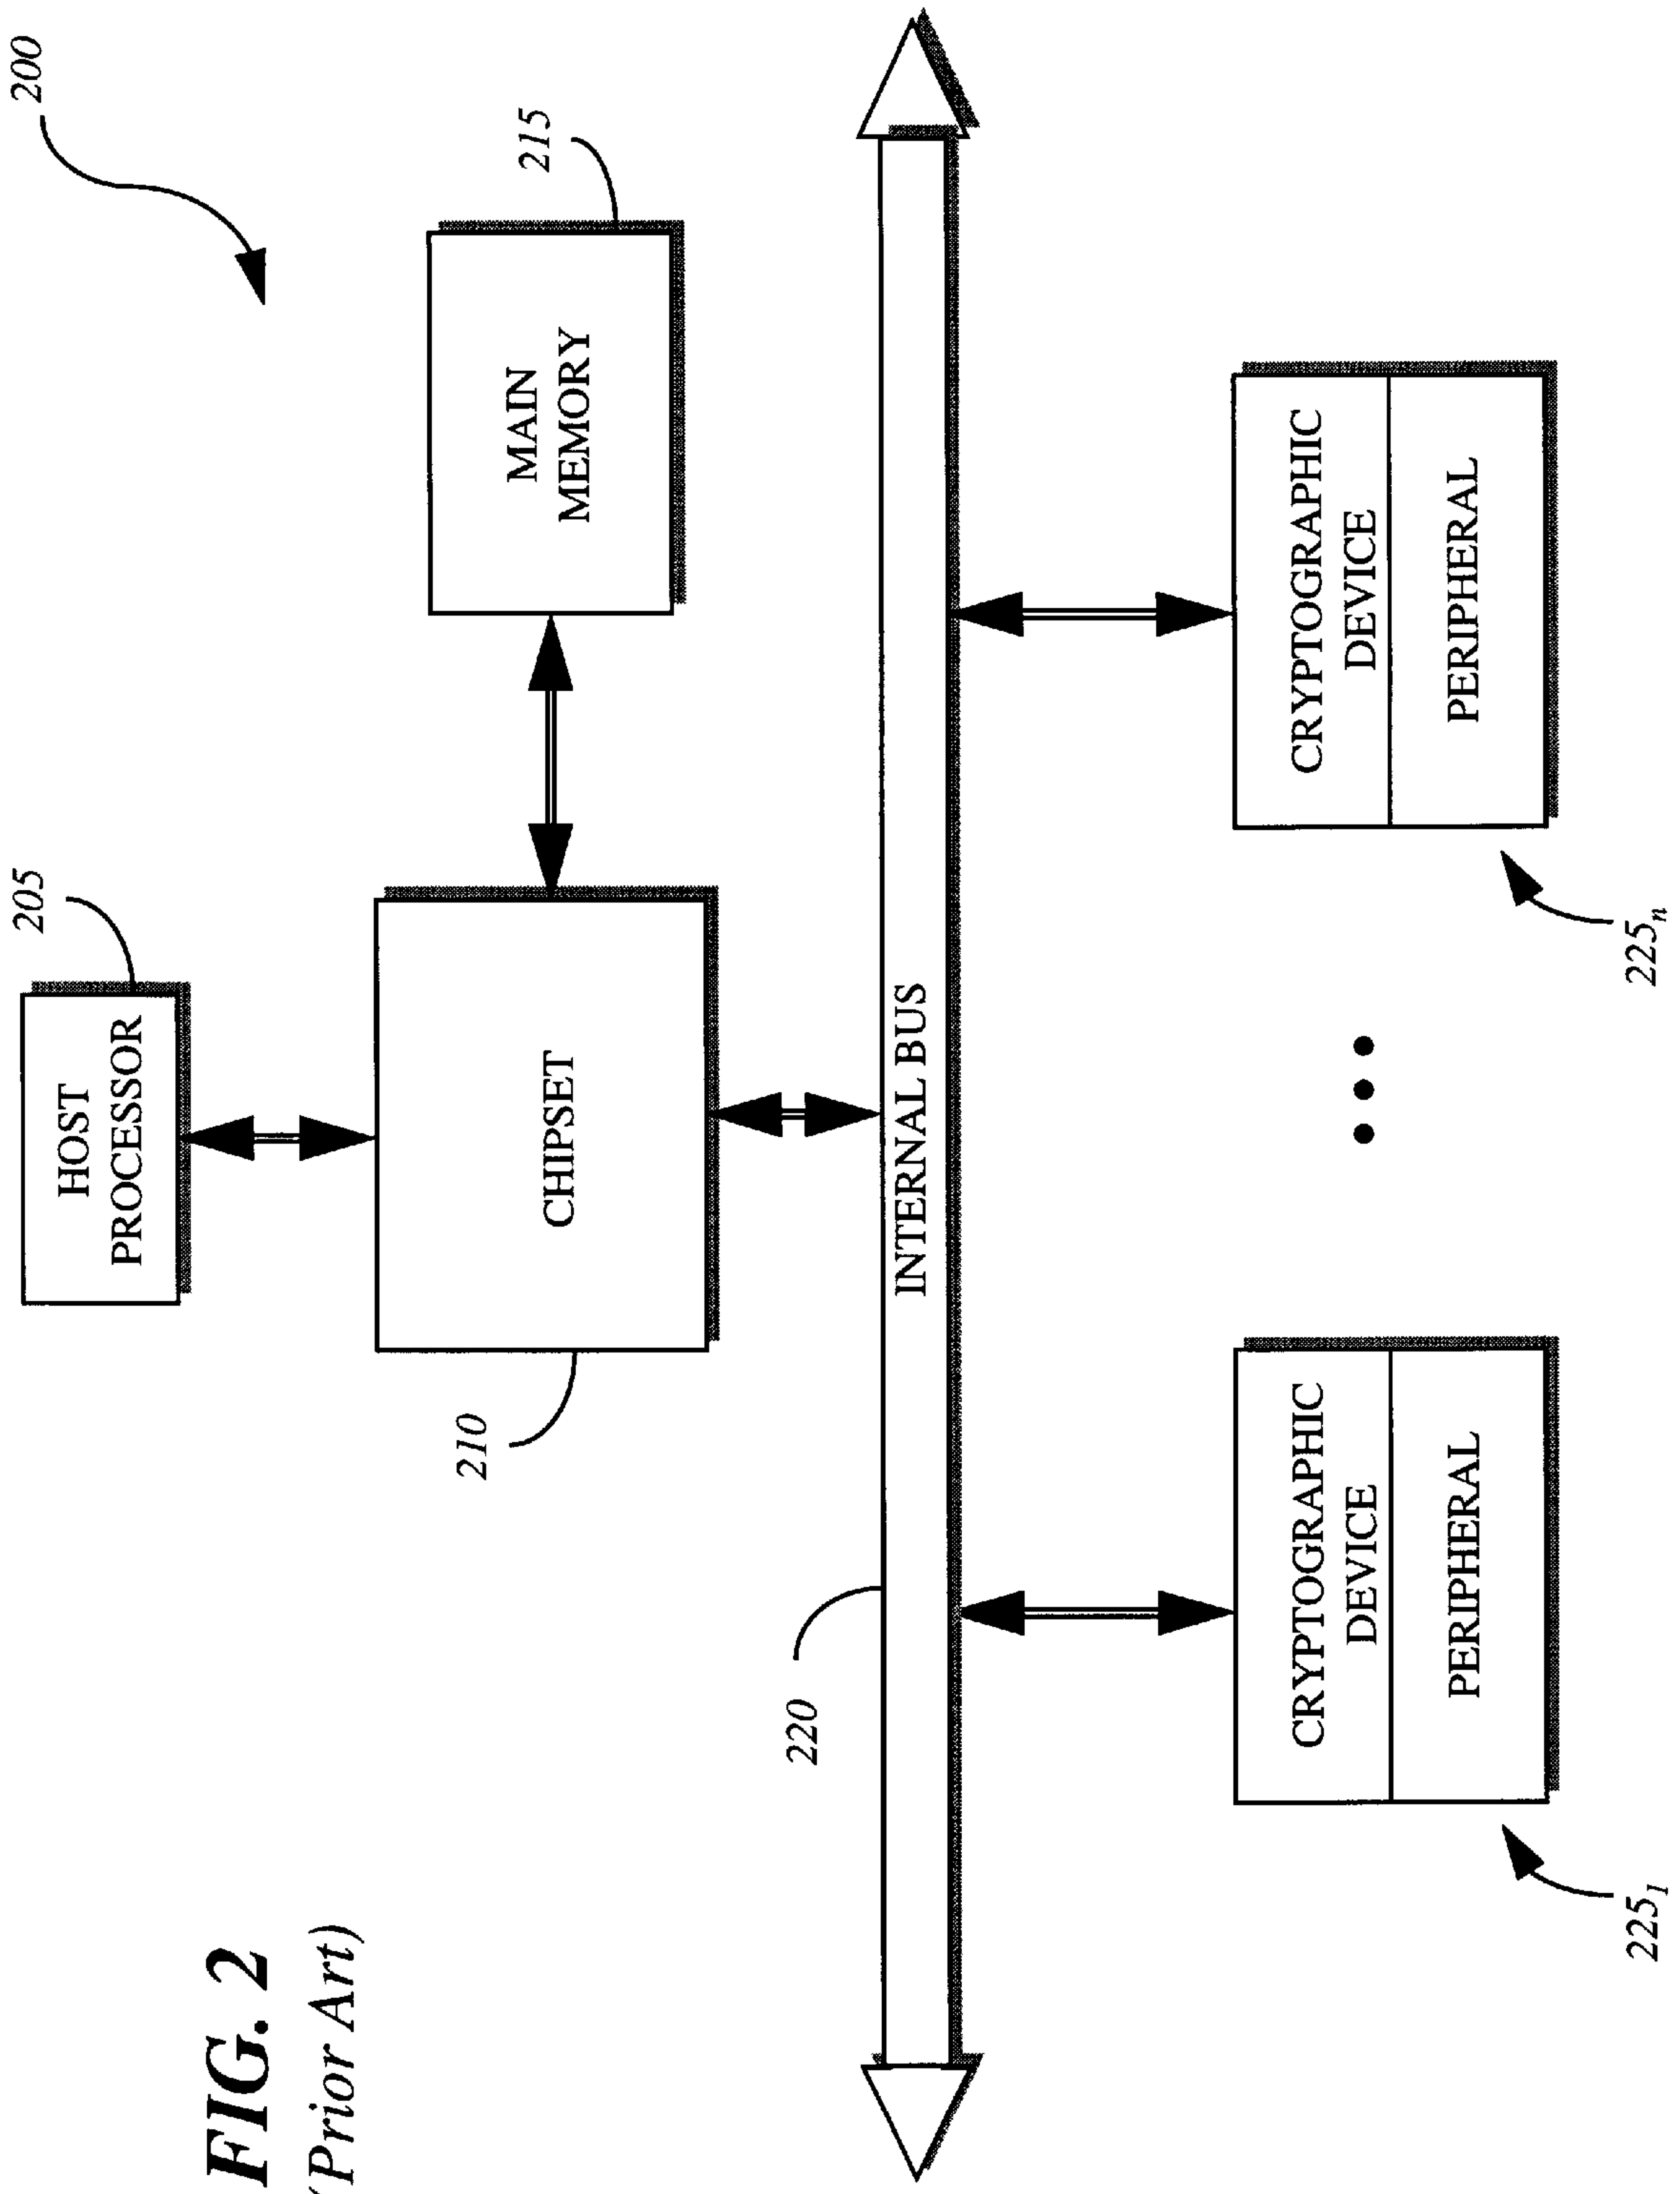 FIG. 2
(Prior Art)
200
HOST
PROCESSOR
205
CHIPSET
210
MAIN
MEMORY
215
INTERNAL BUS
220
CRYPTOGRAPHIC
DEVICE
PERIPHERAL
225₁
CRYPTOGRAPHIC
DEVICE
PERIPHERAL
225ₙ